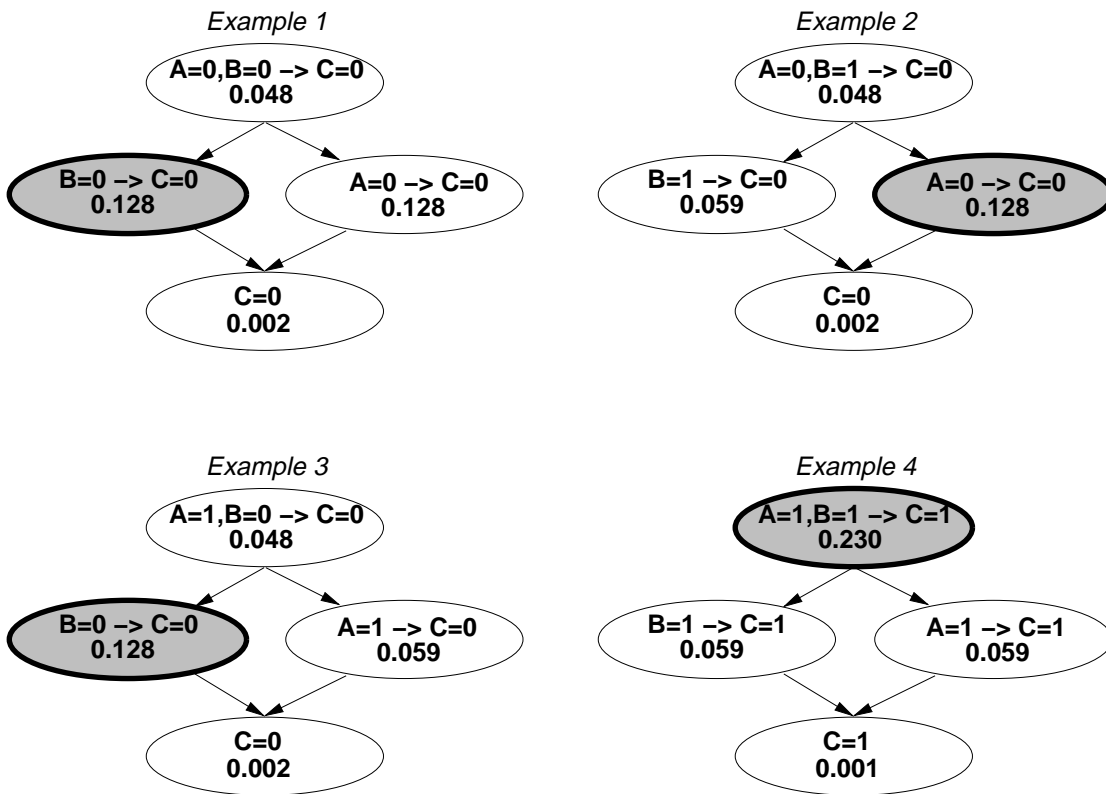 Example 1
A=0,B=0 –> C=0
0.048
B=0 –> C=0
0.128
A=0 –> C=0
0.128
C=0
0.002
Example 2
A=0,B=1 –> C=0
0.048
B=1 –> C=0
0.059
A=0 –> C=0
0.128
C=0
0.002
Example 3
A=1,B=0 –> C=0
0.048
B=0 –> C=0
0.128
A=1 –> C=0
0.059
C=0
0.002
Example 4
A=1,B=1 –> C=1
0.230
B=1 –> C=1
0.059
A=1 –> C=1
0.059
C=1
0.001